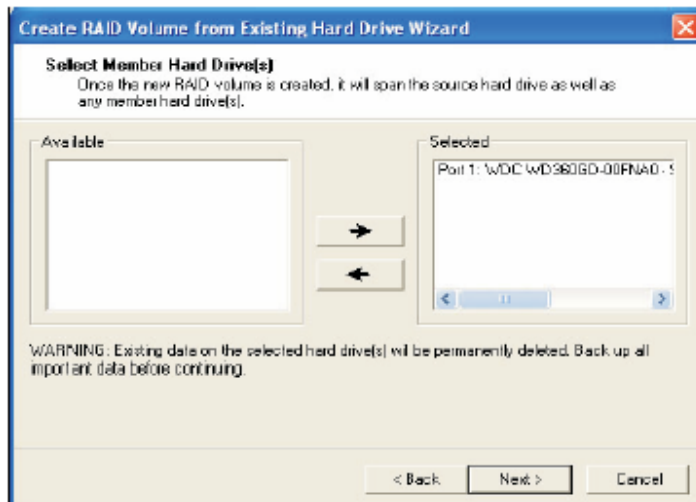 Create RAID Volume from Existing Hard Drive Wizard
Select Member Hard Drive(s)
Once the new RAID volume is created, it will span the source hard drive as well as
any member hard drive(s).
Available
Selected
Port 1: WDC WD360GD-00FNA0 - S
WARNING: Existing data on the selected hard drive(s) will be permanently deleted. Back up all
important data before continuing.
< Back
Next >
Cancel